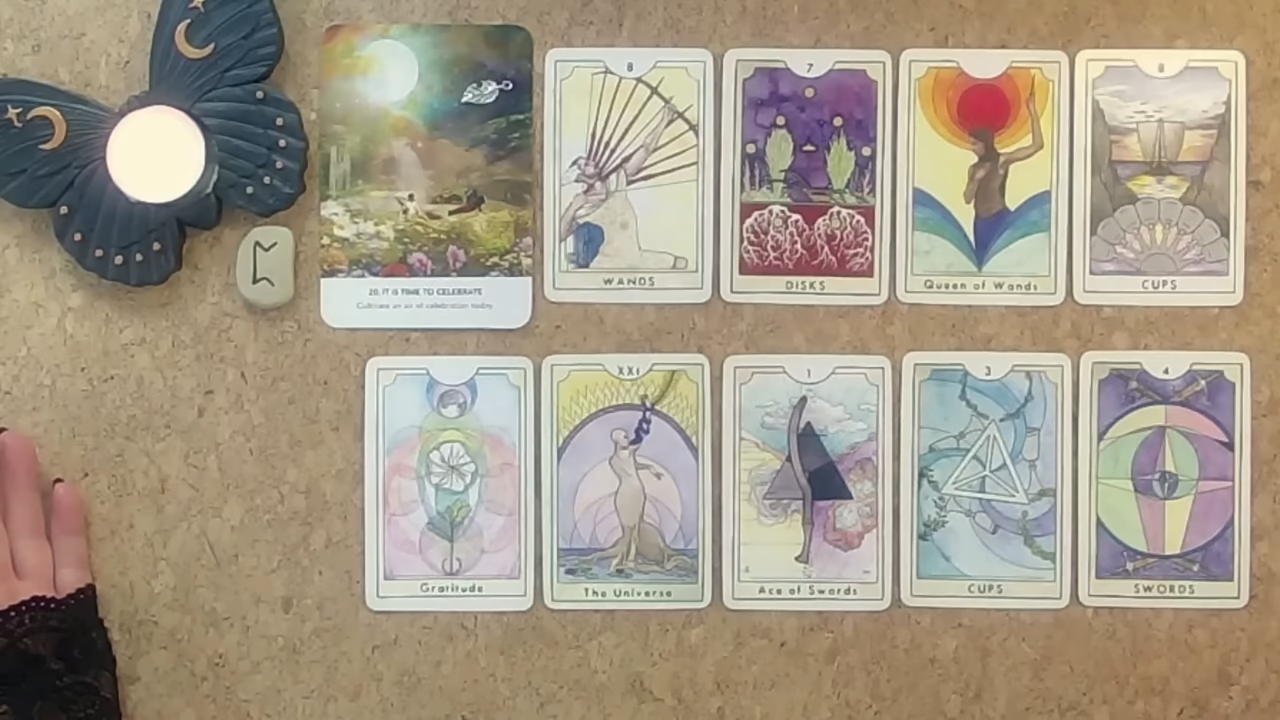 20. IT IS TIME TO CELEBRATE
Cultivate an air of celebration today
8
WANDS
7
DISKS
Queen of Wands
8
CUPS
Gratitude
XXI
The Universe
1
Ace of Swords
3
CUPS
4
SWORDS